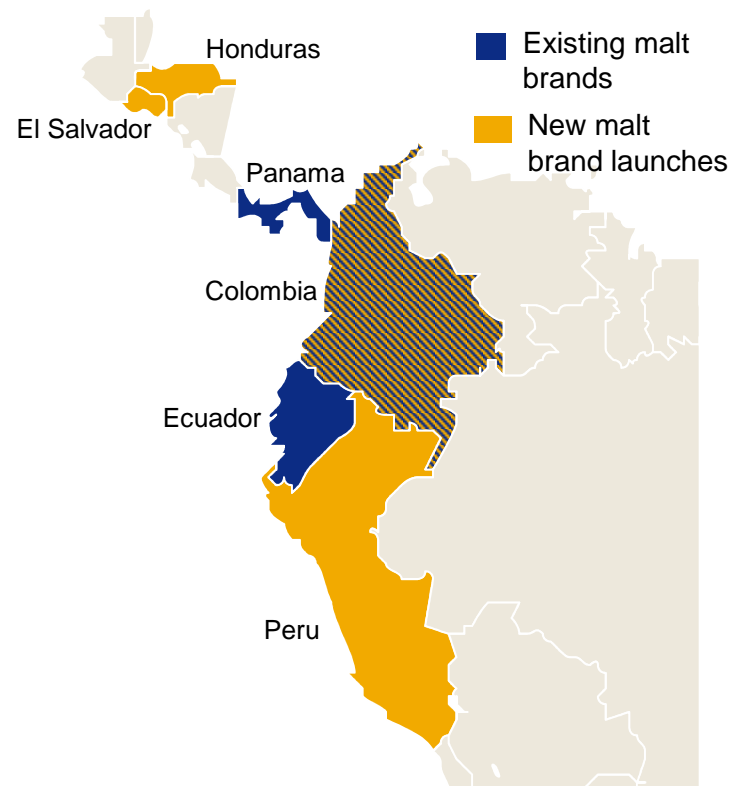 Honduras
Existing malt
brands
El Salvador
New malt
brand launches
Panama
Colombia
Ecuador
Peru